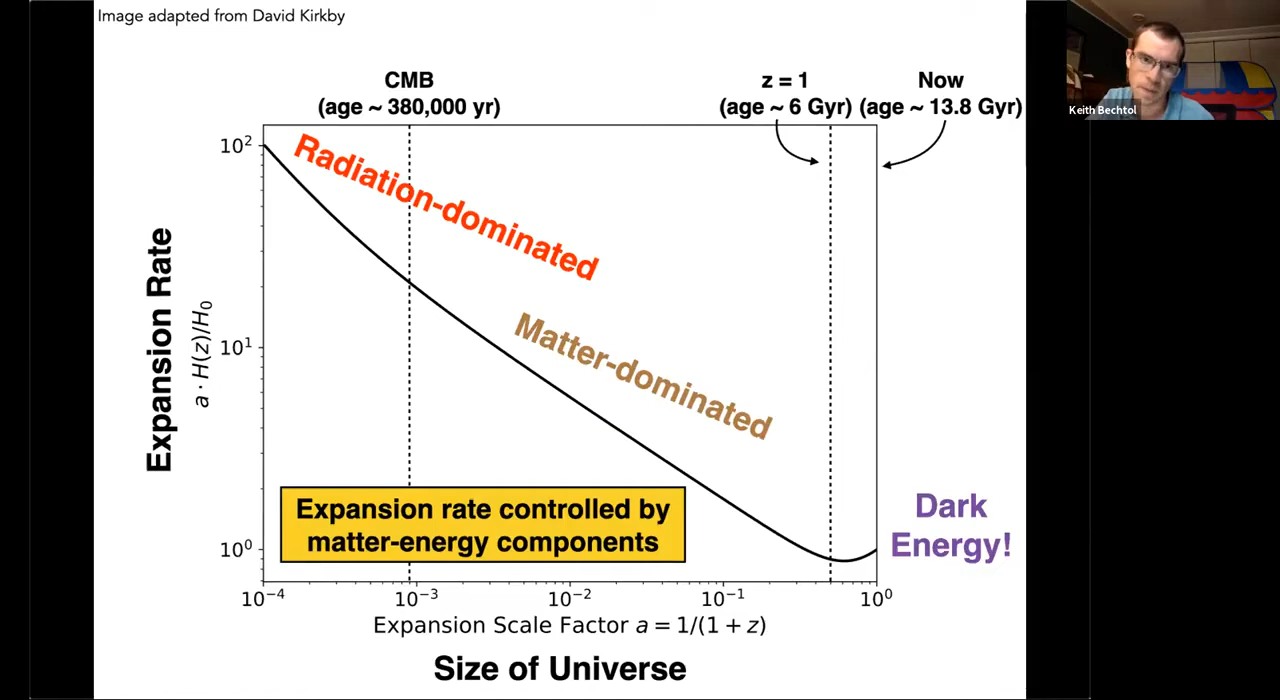 Image adapted from David Kirkby
Keith Bechtol
CMB
(age ~ 380,000 yr)
z = 1
(age ~ 6 Gyr)
Now
(age ~ 13.8 Gyr)
Radiation-dominated
Matter-dominated
Expansion Rate
a · H(z)/H₀
10²
10¹
10⁰
Expansion rate controlled by
matter-energy components
Dark
Energy!
10⁻⁴
10⁻³
10⁻²
10⁻¹
10⁰
Expansion Scale Factor a = 1/(1 + z)
Size of Universe